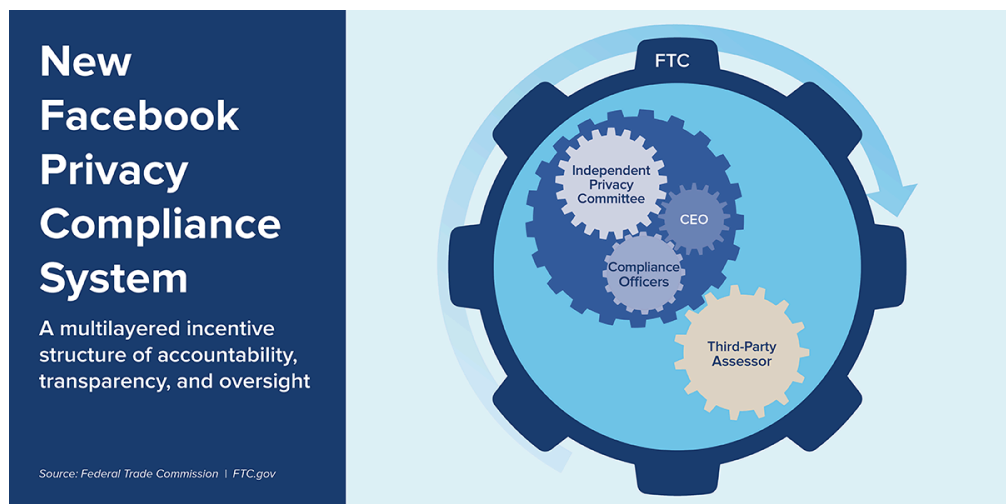 New
Facebook
Privacy
Compliance
System
A multilayered incentive
structure of accountability,
transparency, and oversight
Source: Federal Trade Commission | FTC.gov
FTC
Independent
Privacy
Committee
CEO
Compliance
Officers
Third-Party
Assessor